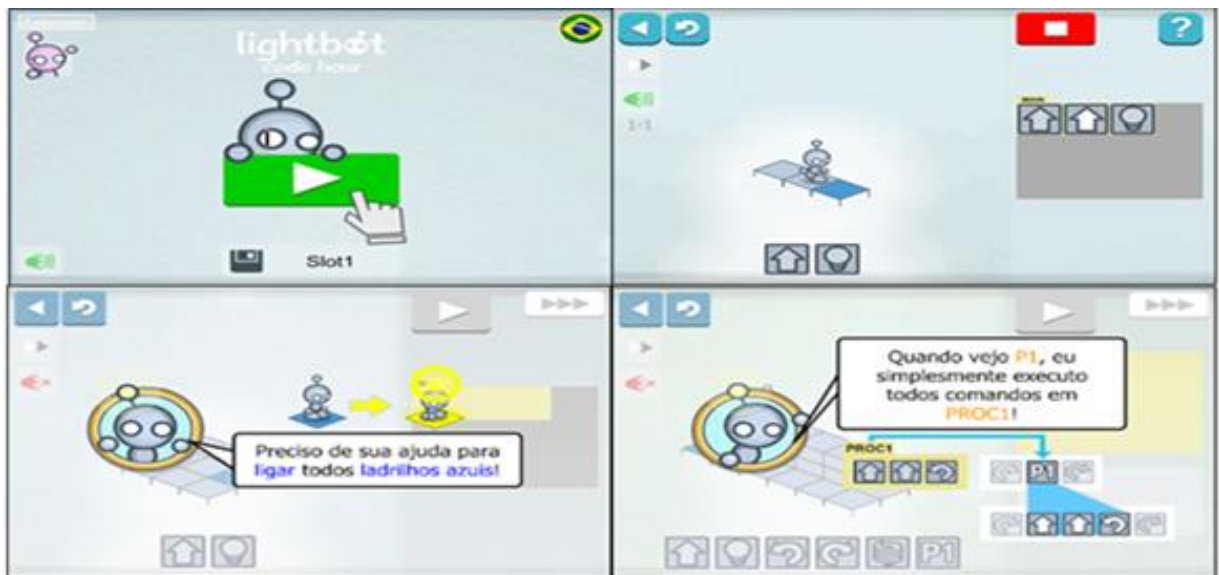 lightbot
code hour
Slot1
1-1
MAIN
Preciso de sua ajuda para
ligar todos ladrilhos azuis!
Quando vejo P1, eu
simplesmente executo
todos comandos em
PROC1!
PROC1
P1
P1